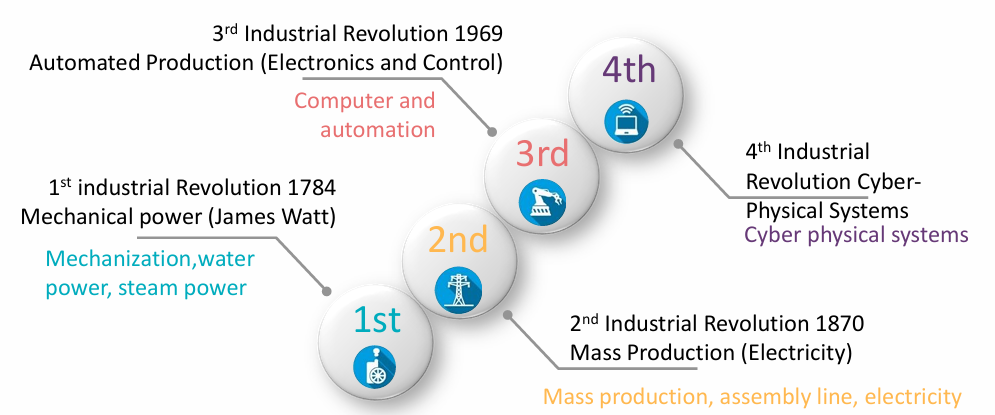 3rd Industrial Revolution 1969
Automated Production (Electronics and Control)
Computer and
automation
4th
3rd
4th Industrial
Revolution Cyber-
Physical Systems
Cyber physical systems
1st industrial Revolution 1784
Mechanical power (James Watt)
Mechanization,water
power, steam power
2nd
1st
2nd Industrial Revolution 1870
Mass Production (Electricity)
Mass production, assembly line, electricity